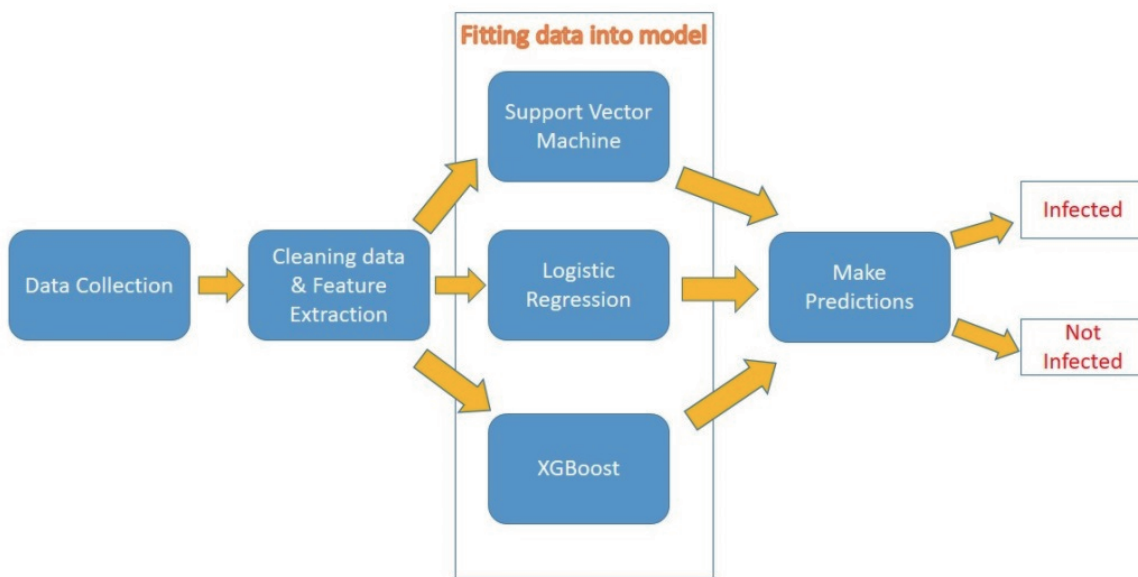 Fitting data into model
Support Vector
Machine
Data Collection
Cleaning data
& Feature
Extraction
Logistic
Regression
XGBoost
Make
Predictions
Infected
Not
Infected